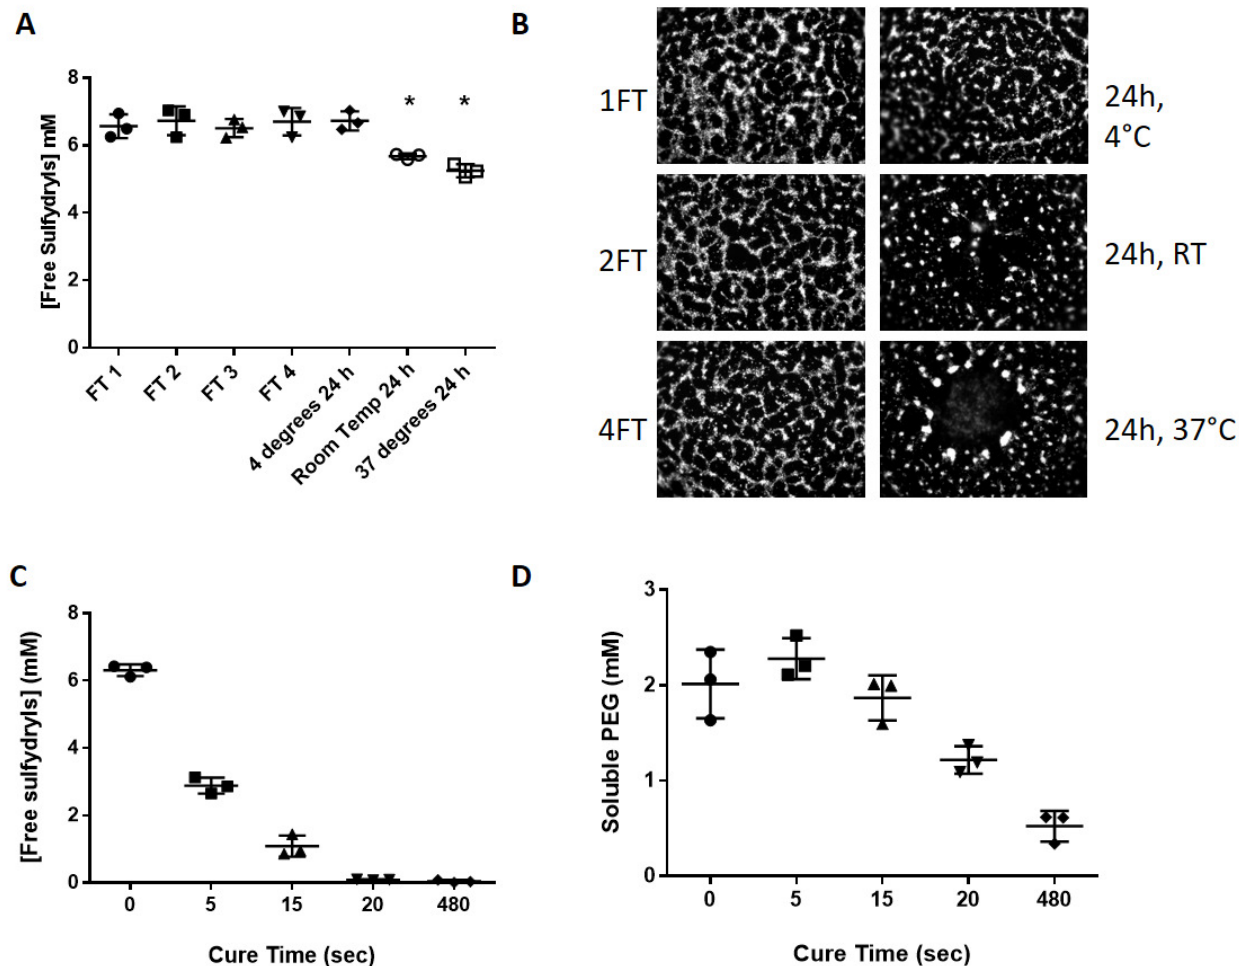 A
[Free Sulfydryls] mM
8
6
4
2
0
* *
FT 1
FT 2
FT 3
FT 4
4 degrees 24 h
Room Temp 24 h
37 degrees 24 h
B
1FT
24h,
4°C
2FT
24h, RT
4FT
24h, 37°C
C
[Free sulfydryls] (mM)
8
6
4
2
0
0 5 15 20 480
Cure Time (sec)
D
Soluble PEG (mM)
3
2
1
0
0 5 15 20 480
Cure Time (sec)